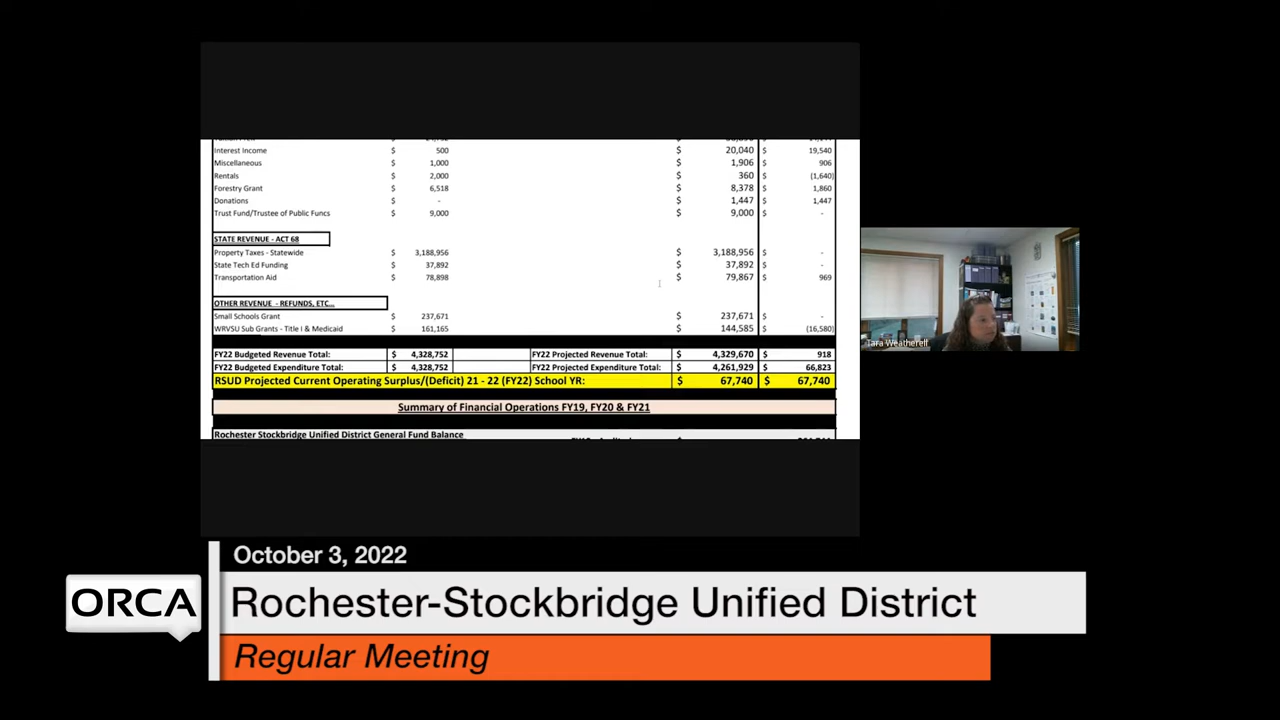 Interest Income $ 500 $ 20,040 $ 19,540
Miscellaneous $ 1,000 $ 1,906 $ 906
Rentals $ 2,000 $ 360 $ (1,640)
Forestry Grant $ 6,518 $ 8,378 $ 1,860
Donations $ - $ 1,447 $ 1,447
Trust Fund/Trustee of Public Funcs $ 9,000 $ 9,000 $ -
STATE REVENUE - ACT 68
Property Taxes - Statewide $ 3,188,956 $ 3,188,956 $ -
State Tech Ed Funding $ 37,892 $ 37,892 $ -
Transportation Aid $ 78,898 $ 79,867 $ 969
OTHER REVENUE - REFUNDS, ETC...
Small Schools Grant $ 237,671 $ 237,671 $ -
WRVSU Sub Grants - Title I & Medicaid $ 161,165 $ 144,585 $ (16,580)
FY22 Budgeted Revenue Total: $ 4,328,752 FY22 Projected Revenue Total: $ 4,329,670 918
FY22 Budgeted Expenditure Total: $ 4,328,752 FY22 Projected Expenditure Total: $ 4,261,929 $ 66,823
RSUD Projected Current Operating Surplus/(Deficit) 21 - 22 (FY22) School YR: $ 67,740 $ 67,740
Summary of Financial Operations FY19, FY20 & FY21
Rochester Stockbridge Unified District General Fund Balance
Tara Weatherell
October 3, 2022
ORCA
Rochester-Stockbridge Unified District
Regular Meeting